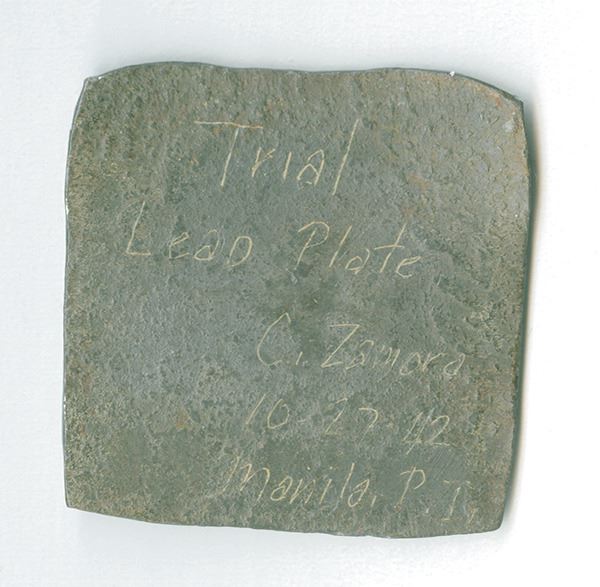 Trial
Lead Plate
C. Zamora
10-27-42
Manila, P.I.